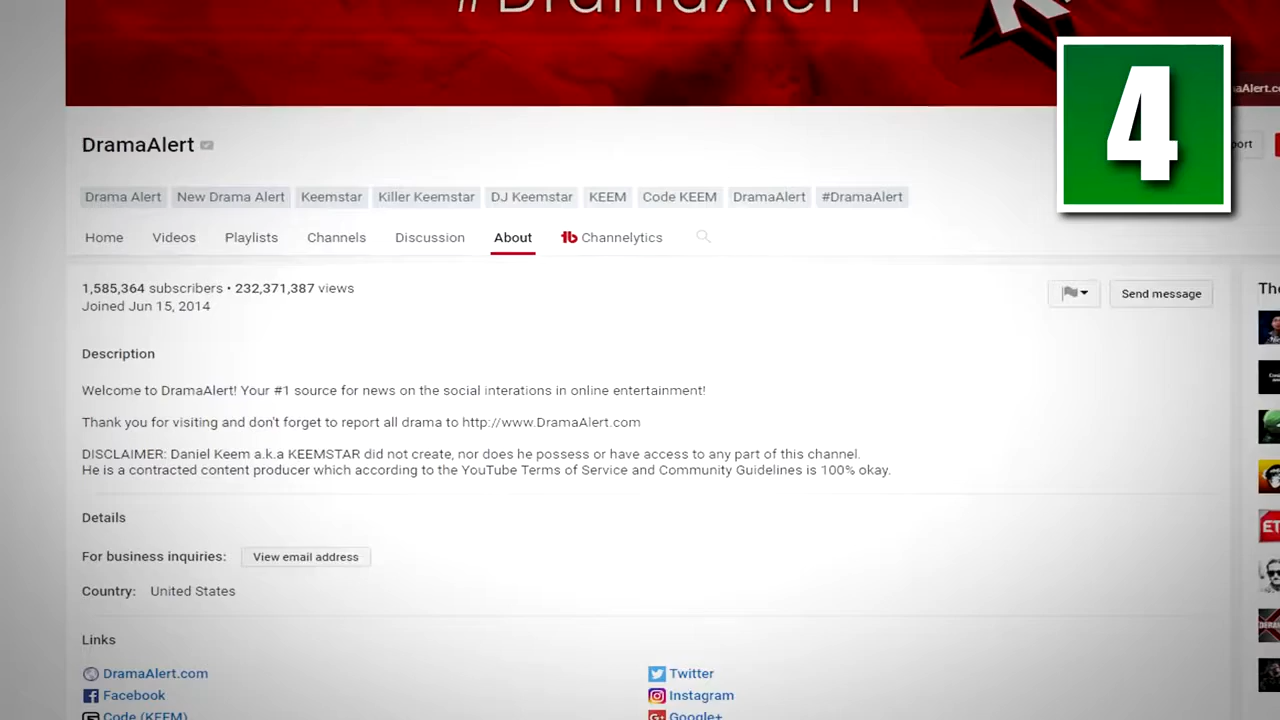 #DramaAlert
4
DramaAlert
Drama Alert New Drama Alert Keemstar Killer Keemstar DJ Keemstar KEEM Code KEEM DramaAlert #DramaAlert
Home Videos Playlists Channels Discussion About Channelytics
1,585,364 subscribers • 232,371,387 views
Joined Jun 15, 2014
Send message
Description
Welcome to DramaAlert! Your #1 source for news on the social interations in online entertainment!
Thank you for visiting and don't forget to report all drama to http://www.DramaAlert.com
DISCLAIMER: Daniel Keem a.k.a KEEMSTAR did not create, nor does he possess or have access to any part of this channel.
He is a contracted content producer which according to the YouTube Terms of Service and Community Guidelines is 100% okay.
Details
For business inquiries: View email address
Country: United States
Links
DramaAlert.com
Twitter
Facebook
Instagram
Code (KEEM)
Google+